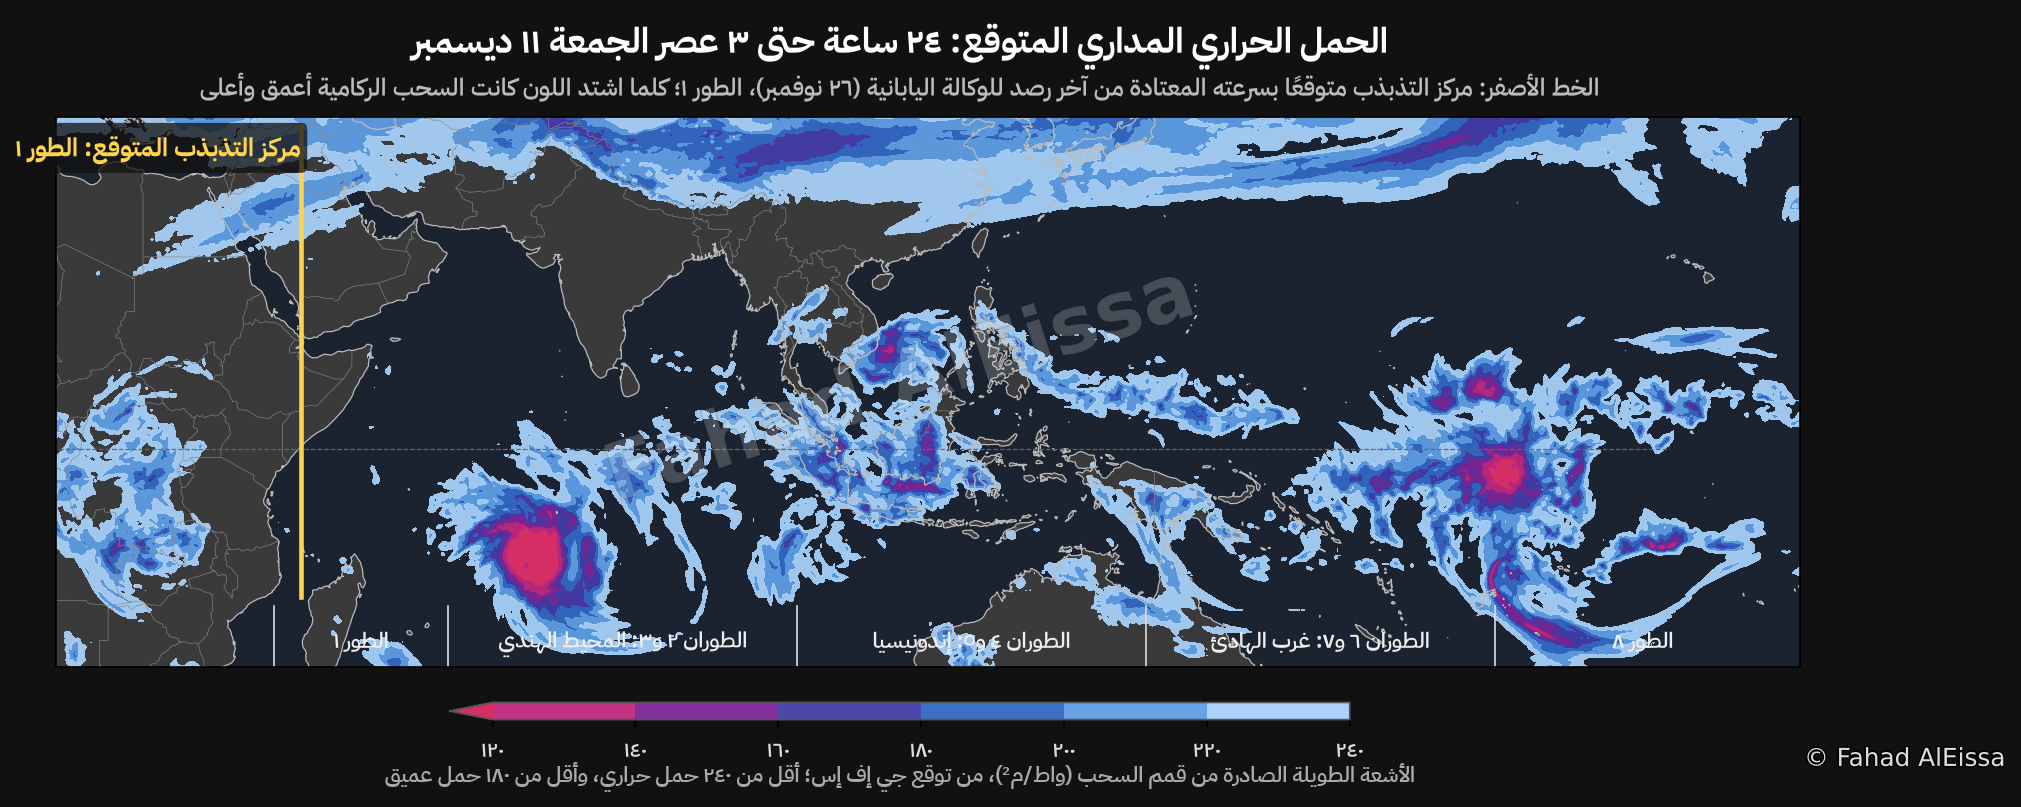 الحمل الحراري المداري المتوقع: ٢٤ ساعة حتى ٣ عصر الجمعة ١١ ديسمبر
الخط الأصفر: مركز التذبذب متوقعًا بسرعته المعتادة من آخر رصد للوكالة اليابانية (٢٦ نوفمبر)، الطور ١؛ كلما اشتد اللون كانت السحب الركامية أعمق وأعلى
مركز التذبذب المتوقع: الطور ١
Fahad AlEissa
الطور ١
الطوران ٢ و٣: المحيط الهندي
الطوران ٤ و٥: إندونيسيا
الطوران ٦ و٧: غرب الهادئ
الطور ٨
١٢٠ ١٤٠ ١٦٠ ١٨٠ ٢٠٠ ٢٢٠ ٢٤٠
الأشعة الطويلة الصادرة من قمم السحب (واط/م²)، من توقع جي إف إس؛ أقل من ٢٤٠ حمل حراري، وأقل من ١٨٠ حمل عميق
© Fahad AlEissa